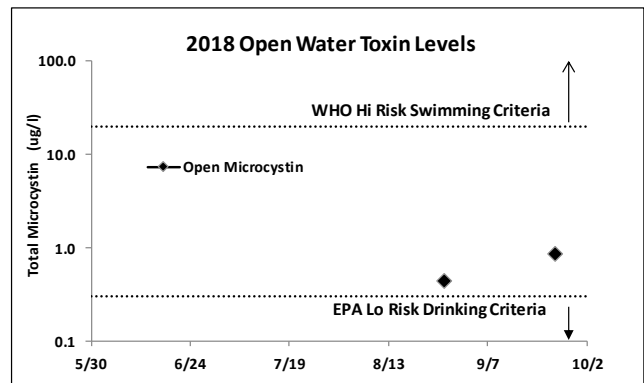 2018 Open Water Toxin Levels
Total Microcystin (ug/l)
100.0
10.0
1.0
0.1
WHO Hi Risk Swimming Criteria
Open Microcystin
EPA Lo Risk Drinking Criteria
5/30 6/24 7/19 8/13 9/7 10/2